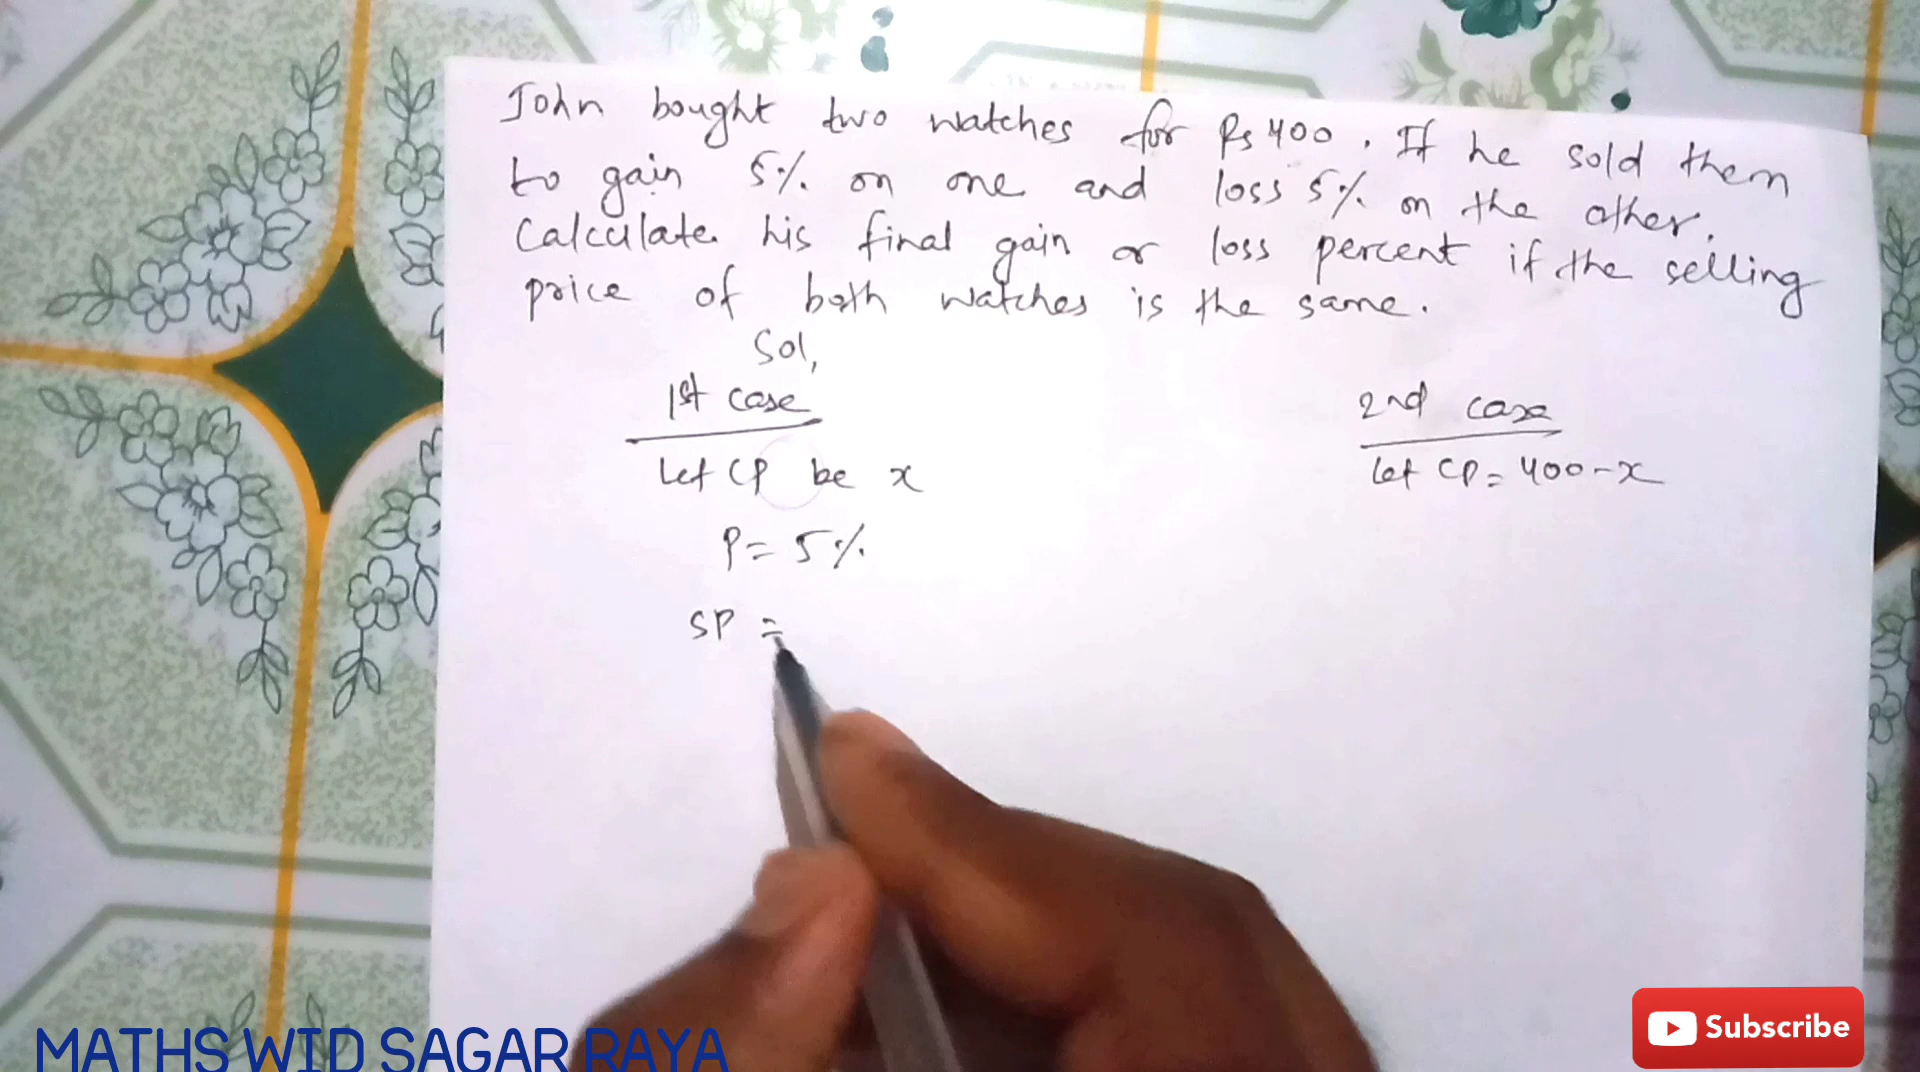 John bought two watches for Rs 400. If he sold them
to gain 5% on one and loss 5% on the other.
Calculate his final gain or loss percent if the selling
price of both watches is the same.
Sol,
1st case
Let CP be x
P = 5%
SP =
2nd case
let CP = 400-x
MATHS WID SAGAR RAYA
Subscribe